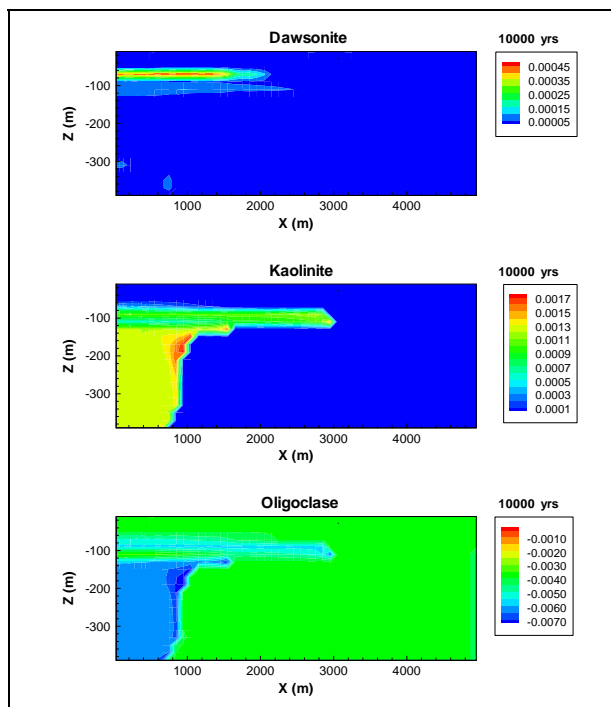 Dawsonite
10000 yrs
0.00045
0.00035
0.00025
0.00015
0.00005
-100
-200
-300
Z (m)
1000 2000 3000 4000
X (m)
Kaolinite
10000 yrs
0.0017
0.0015
0.0013
0.0011
0.0009
0.0007
0.0005
0.0003
0.0001
-100
-200
-300
Z (m)
1000 2000 3000 4000
X (m)
Oligoclase
10000 yrs
-0.0010
-0.0020
-0.0030
-0.0040
-0.0050
-0.0060
-0.0070
-100
-200
-300
Z (m)
1000 2000 3000 4000
X (m)